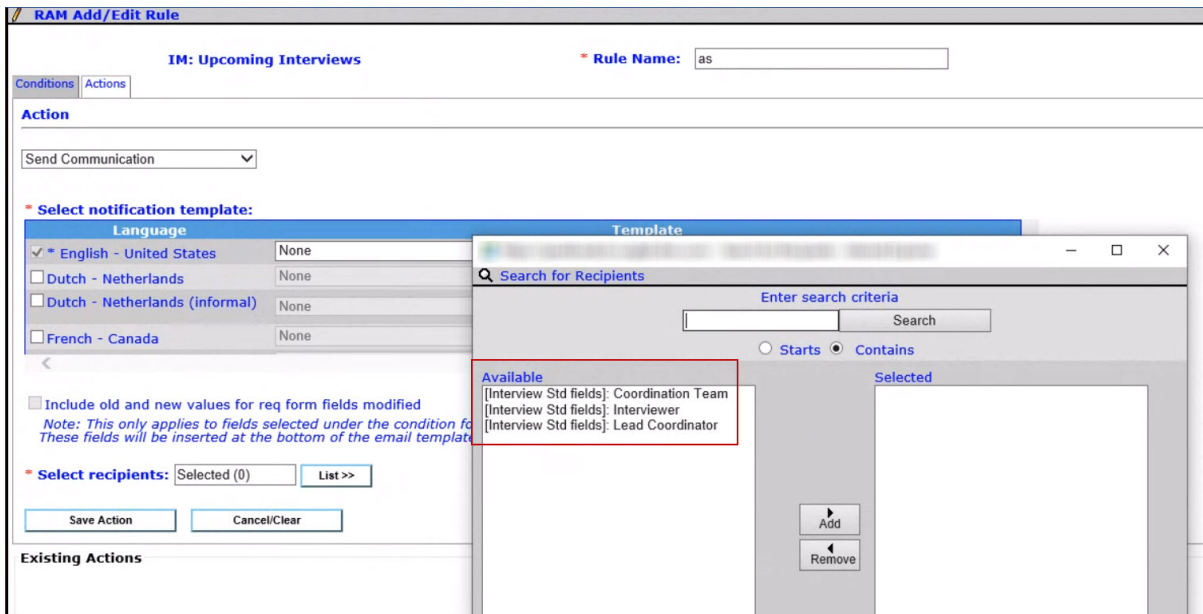 RAM Add/Edit Rule
IM: Upcoming Interviews
* Rule Name: as
Conditions Actions
Action
Send Communication
* Select notification template:
Language Template
* English - United States None
Dutch - Netherlands None
Dutch - Netherlands (informal) None
French - Canada None
Include old and new values for req form fields modified
Note: This only applies to fields selected under the condition
These fields will be inserted at the bottom of the email template
* Select recipients: Selected (0) List >>
Save Action Cancel/Clear
Existing Actions
Search for Recipients
Enter search criteria
Search
Starts Contains
Available Selected
[Interview Std fields]: Coordination Team
[Interview Std fields]: Interviewer
[Interview Std fields]: Lead Coordinator
Add
Remove